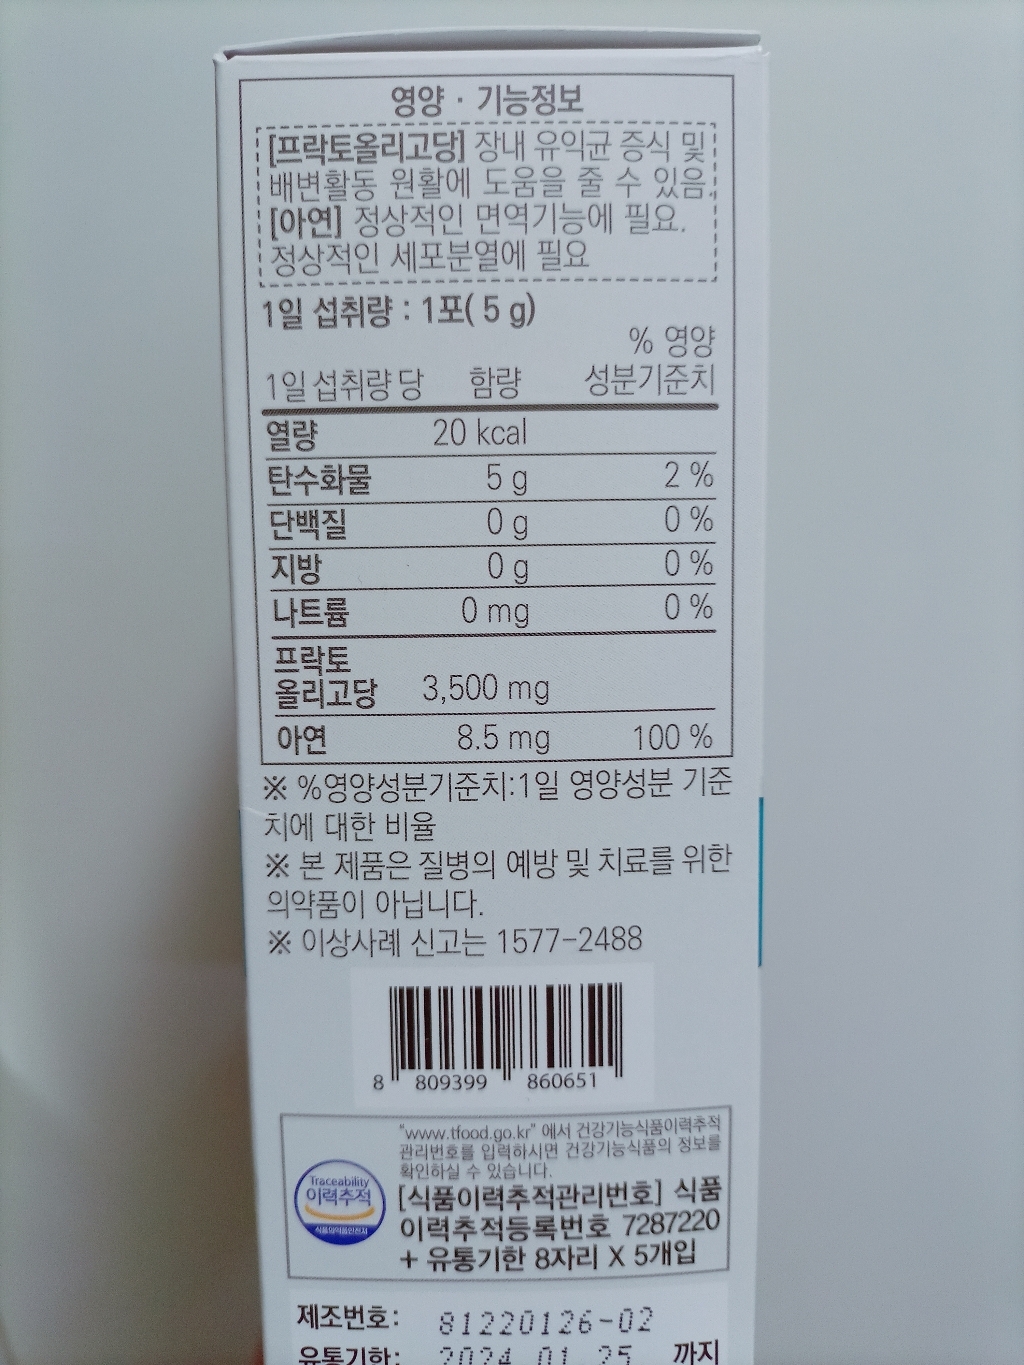 영양 · 기능정보
[프락토올리고당] 장내 유익균 증식 및
배변활동 원활에 도움을 줄 수 있음.
[아연] 정상적인 면역기능에 필요.
정상적인 세포분열에 필요
1일 섭취량 : 1포( 5 g)
% 영양
1일 섭취량 당 함량 성분기준치
열량 20 kcal
탄수화물 5 g 2 %
단백질 0 g 0 %
지방 0 g 0 %
나트륨 0 mg 0 %
프락토
올리고당 3,500 mg
아연 8.5 mg 100 %
※ %영양성분기준치:1일 영양성분 기준
치에 대한 비율
※ 본 제품은 질병의 예방 및 치료를 위한
의약품이 아닙니다.
※ 이상사례 신고는 1577-2488
8 809399 860651
"www.tfood.go.kr" 에서 건강기능식품이력추적
관리번호를 입력하시면 건강기능식품의 정보를
확인하실 수 있습니다.
Traceability
이력추적
식품의약품안전처
[식품이력추적관리번호] 식품
이력추적등록번호 7287220
+ 유통기한 8자리 X 5개입
제조번호: 81220126-02
유통기한: 2024 01 25 까지